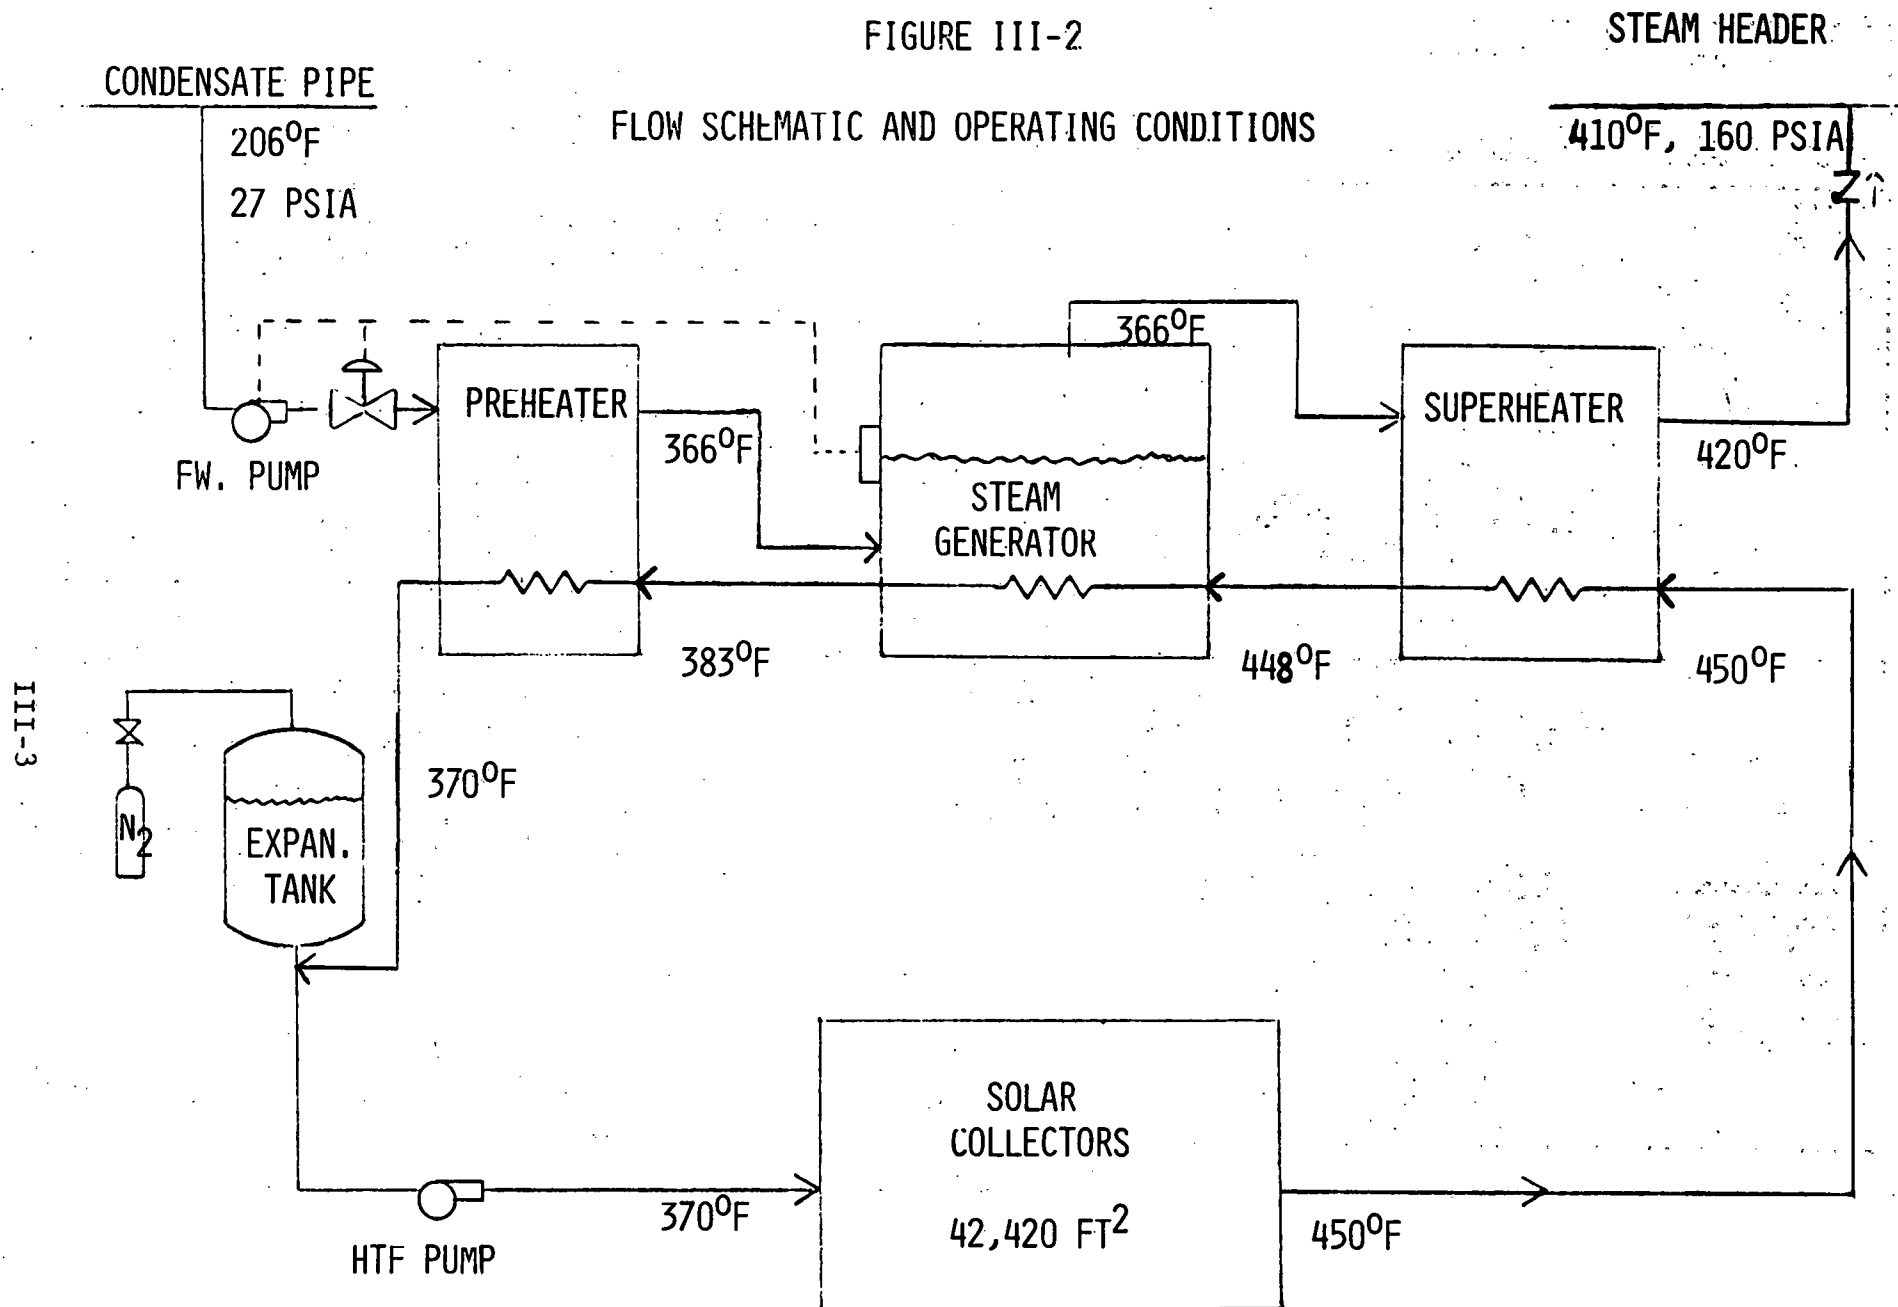 FIGURE III-2
STEAM HEADER
CONDENSATE PIPE
FLOW SCHEMATIC AND OPERATING CONDITIONS
206°F
27 PSIA
410°F, 160 PSIA
366°F
PREHEATER
SUPERHEATER
366°F
420°F
FW. PUMP
STEAM
GENERATOR
383°F
448°F
450°F
III-3
370°F
N2
EXPAN.
TANK
SOLAR
COLLECTORS
370°F
42,420 FT²
450°F
HTF PUMP